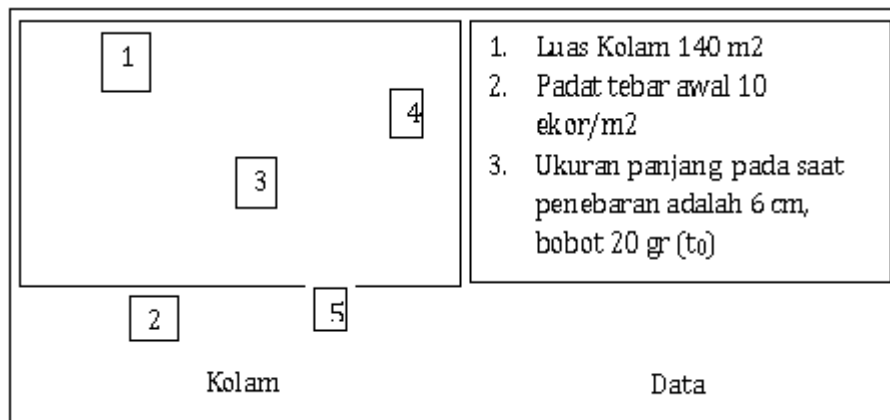 1
4
3
2
5
Kolam
1. Luas Kolam 140 m2
2. Padat tebar awal 10
ekor/m2
3. Ukuran panjang pada saat
penebaran adalah 6 cm,
bobot 20 gr (t₀)
Data